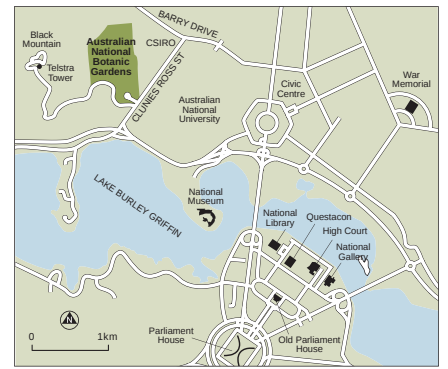 BARRY DRIVE
Black
Mountain
Australian
National
Botanic
Gardens
CSIRO
Telstra
Tower
CLUNIES ROSS ST
Civic
Centre
War
Memorial
Australian
National
University
LAKE BURLEY GRIFFIN
National
Museum
National
Library
Questacon
High Court
National
Gallery
N
0 1km
Parliament
House
Old Parliament
House